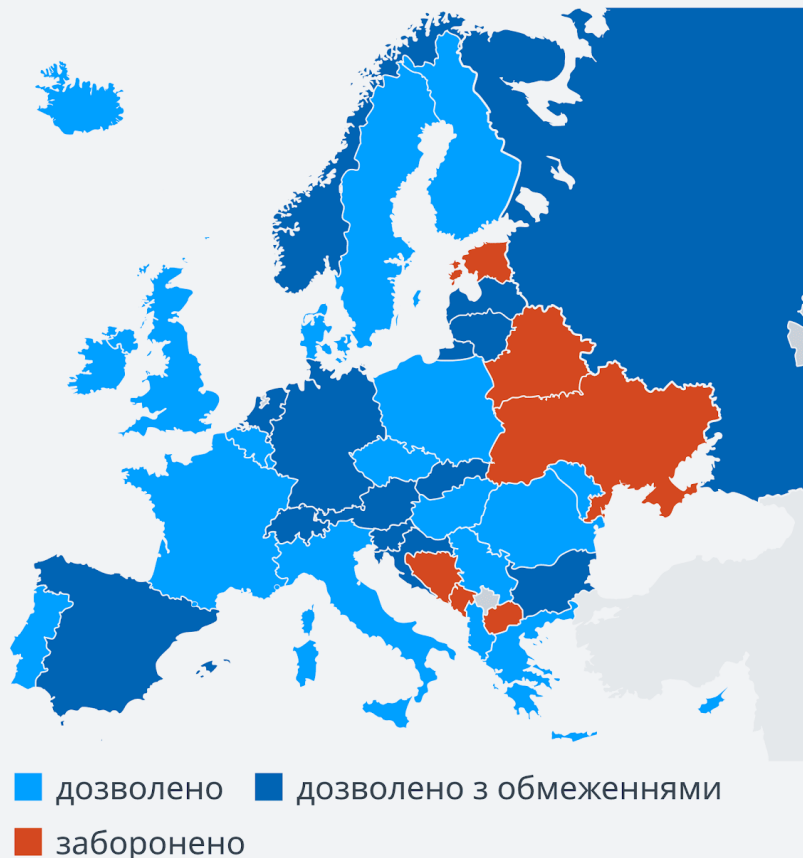 дозволено дозволено з обмеженнями
заборонено